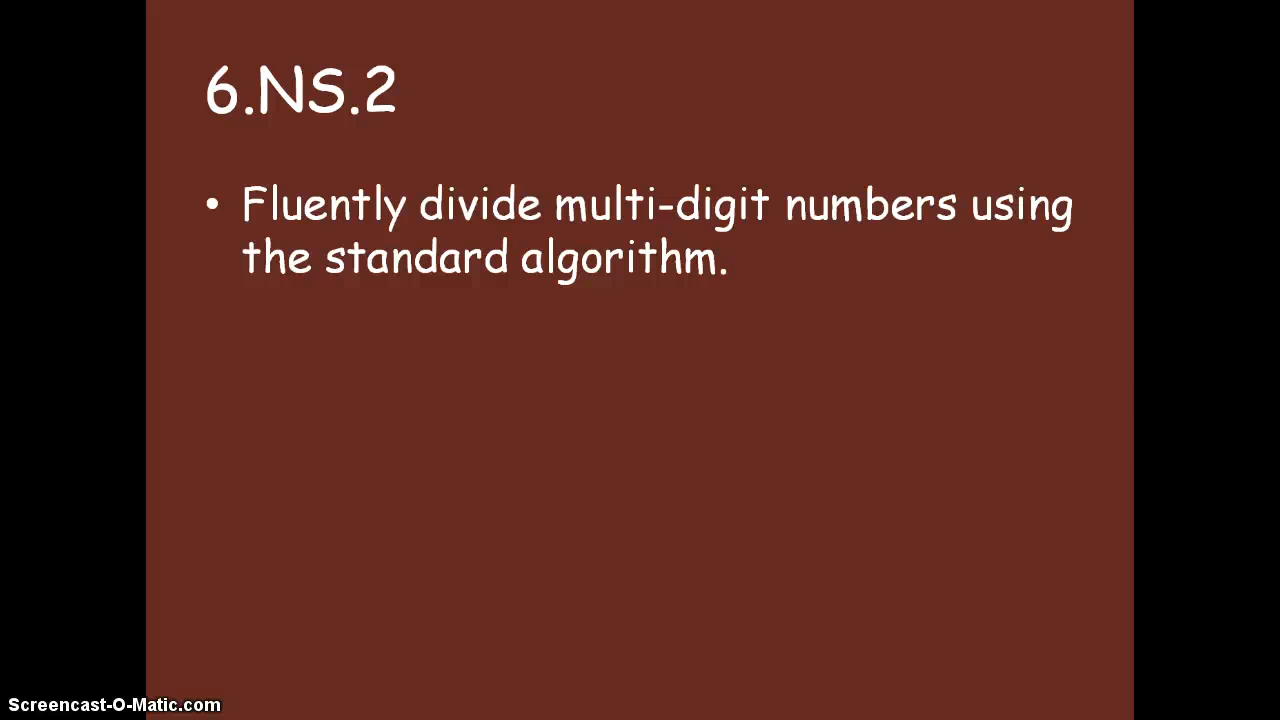 6.NS.2
• Fluently divide multi-digit numbers using
the standard algorithm.
Screencast-O-Matic.com